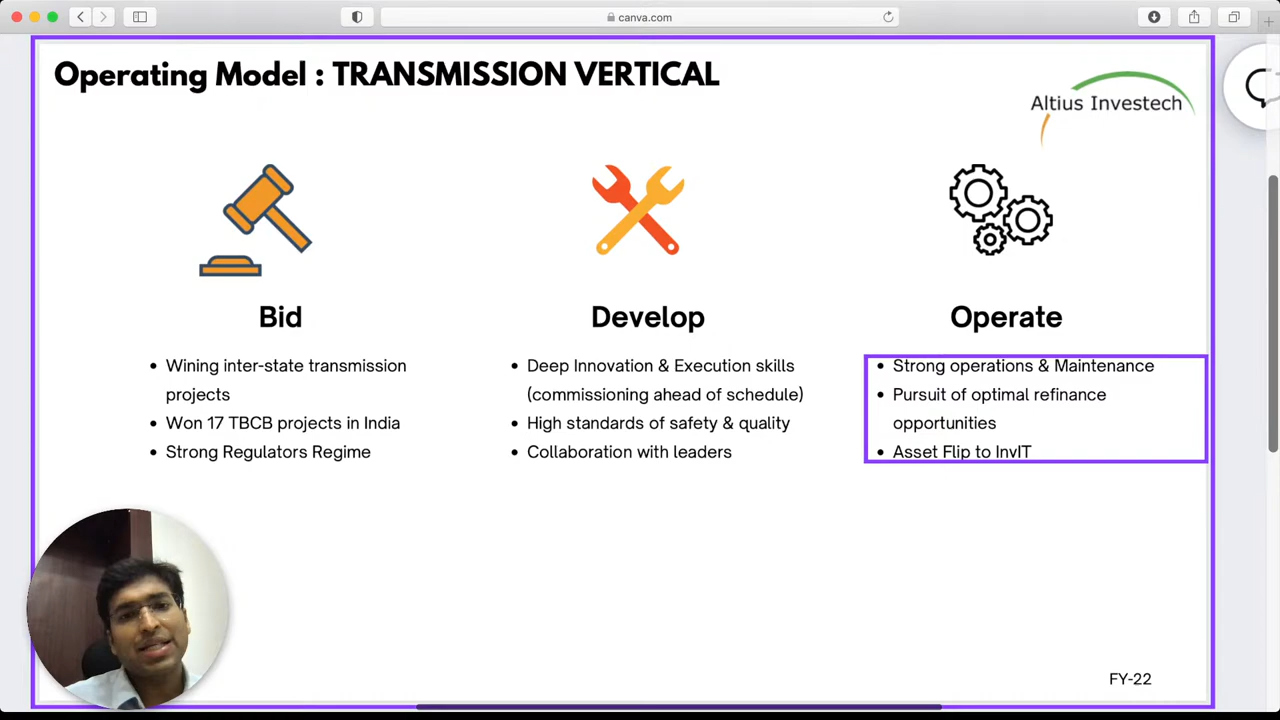 canva.com
Operating Model : TRANSMISSION VERTICAL
Altius Investech
Bid
Wining inter-state transmission
projects
Won 17 TBCB projects in India
Strong Regulators Regime
Develop
Deep Innovation & Execution skills
(commissioning ahead of schedule)
High standards of safety & quality
Collaboration with leaders
Operate
Strong operations & Maintenance
Pursuit of optimal refinance
opportunities
Asset Flip to InvIT
FY-22